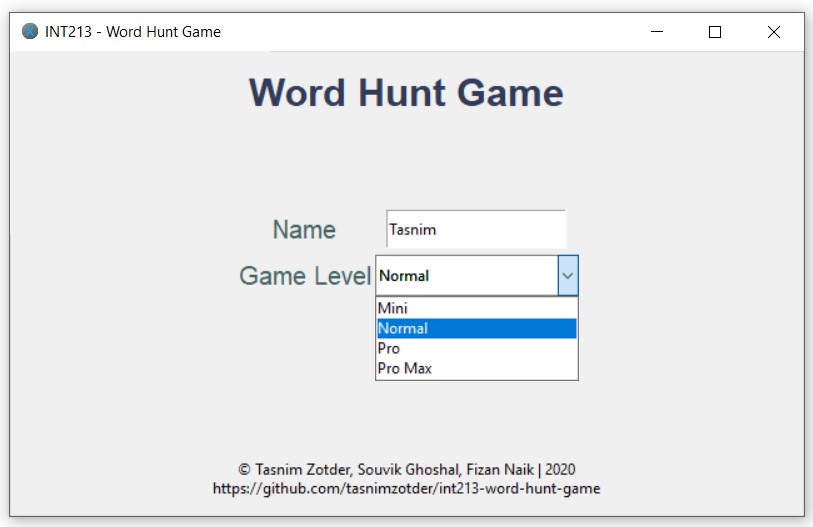 INT213 - Word Hunt Game
Word Hunt Game
Name Tasnim
Game Level Normal
Mini
Normal
Pro
Pro Max
© Tasnim Zotder, Souvik Ghoshal, Fizan Naik | 2020
https://github.com/tasnimzotder/int213-word-hunt-game